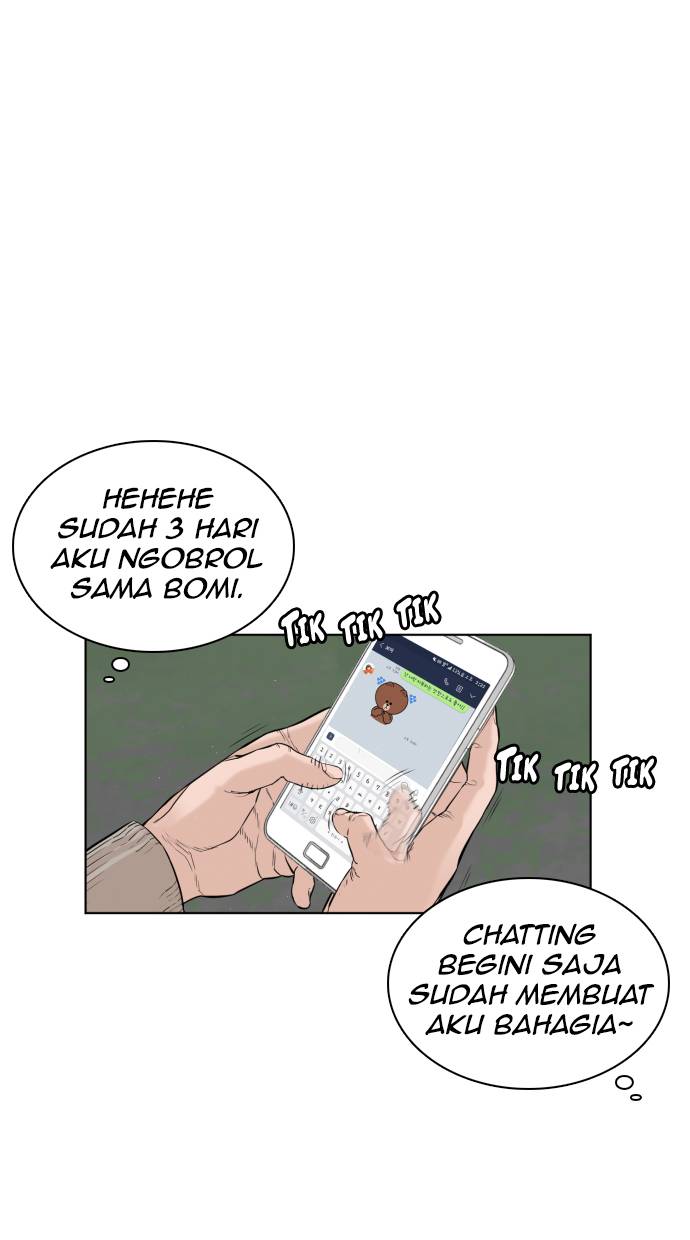 HEHEHE
SUDAH 3 HARI
AKU NGOBROL
SAMA BOMI.
TIK TIK TIK
TIK TIK TIK
CHATTING
BEGINI SAJA
SUDAH MEMBUAT
AKU BAHAGIA~